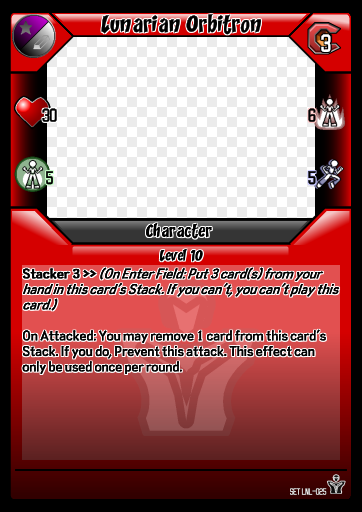 Lunarian Orbitron
3
30
6
5
5
Character
Level 10
Stacker 3 >> (On Enter Field: Put 3 card(s) from your
hand in this card's Stack. If you can't, you can't play this
card.)
On Attacked: You may remove 1 card from this card's
Stack. If you do, Prevent this attack. This effect can
only be used once per round.
SET LNL-025